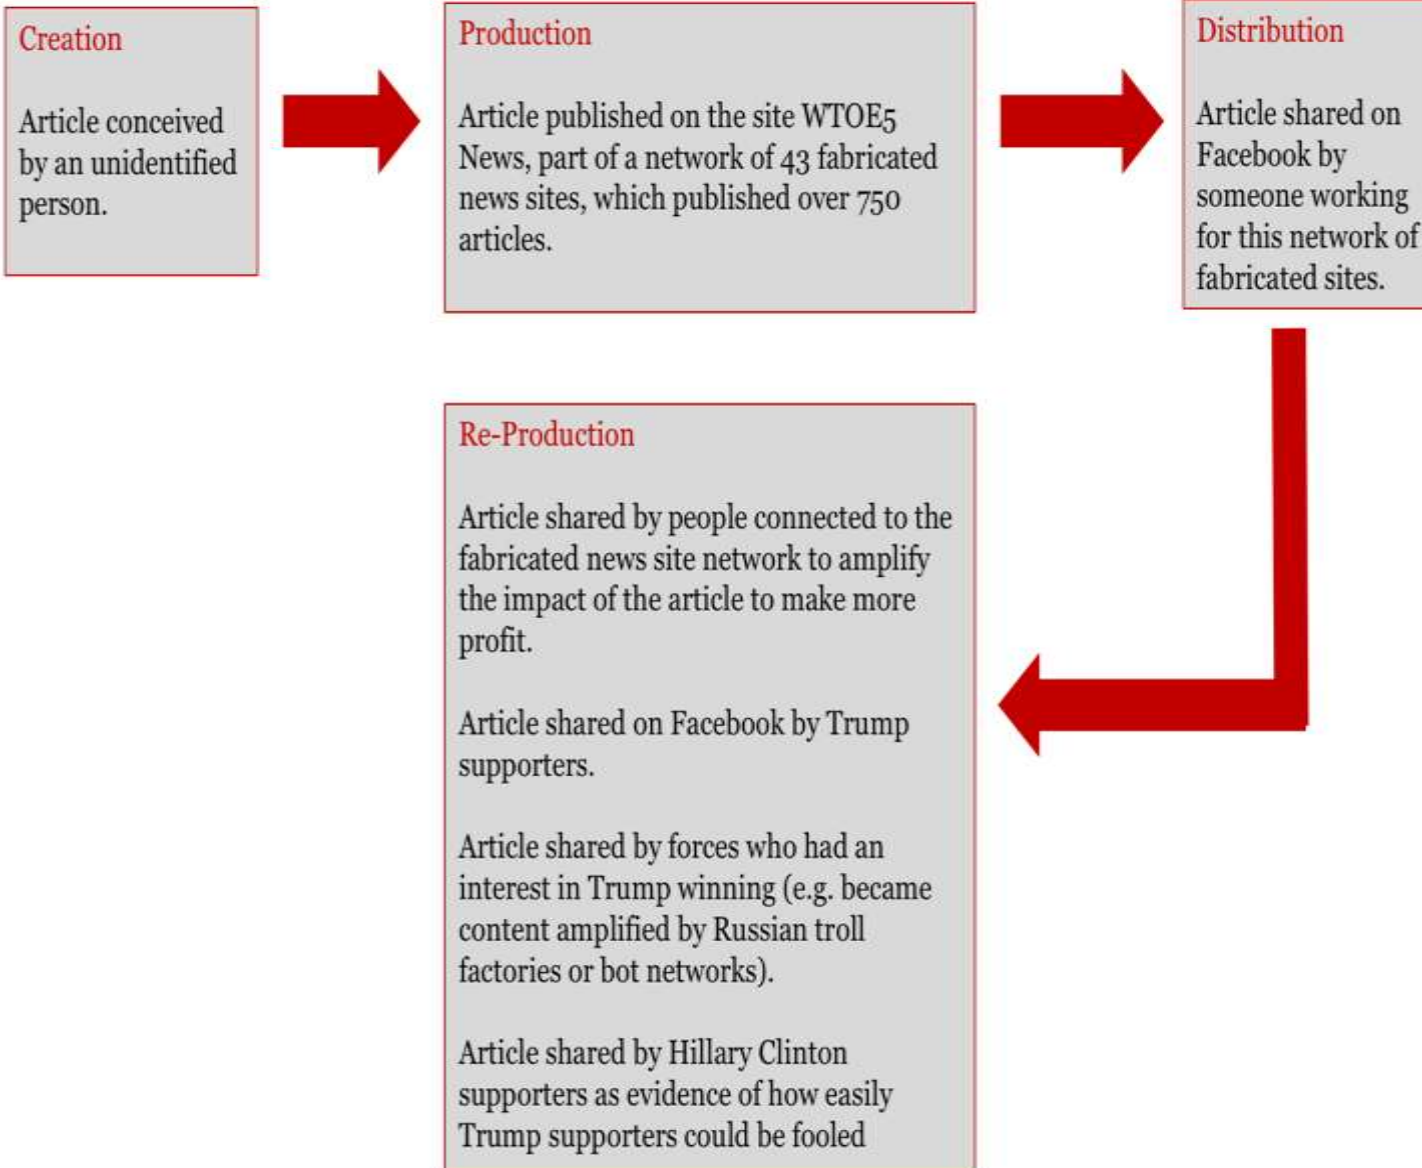 Creation
Article conceived
by an unidentified
person.
Production
Article published on the site WTOE5
News, part of a network of 43 fabricated
news sites, which published over 750
articles.
Distribution
Article shared on
Facebook by
someone working
for this network of
fabricated sites.
Re-Production
Article shared by people connected to the
fabricated news site network to amplify
the impact of the article to make more
profit.
Article shared on Facebook by Trump
supporters.
Article shared by forces who had an
interest in Trump winning (e.g. became
content amplified by Russian troll
factories or bot networks).
Article shared by Hillary Clinton
supporters as evidence of how easily
Trump supporters could be fooled